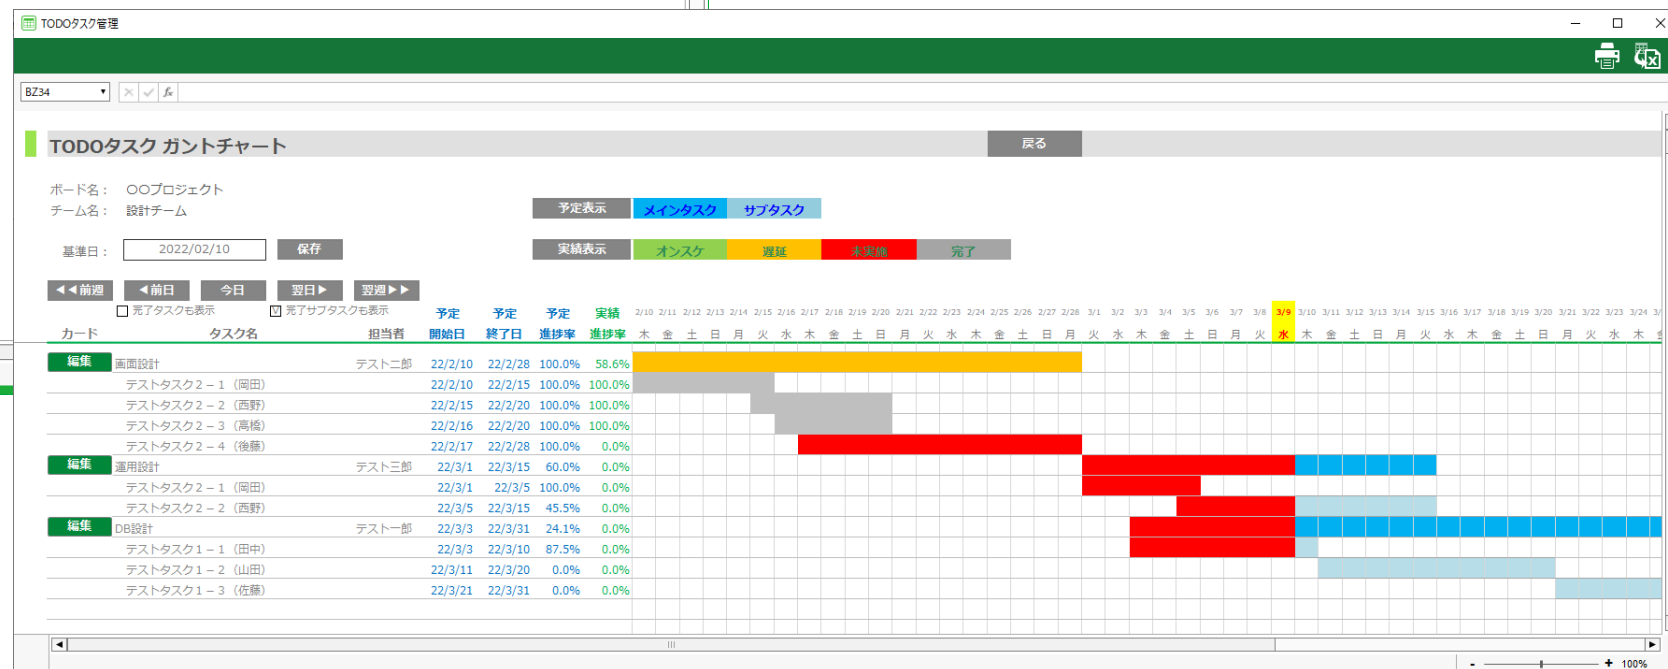 TODOタスク管理
BZ34
fx
TODOタスク ガントチャート 戻る
ボード名： 〇〇プロジェクト
チーム名： 設計チーム
予定表示 メインタスク サブタスク
基準日： 2022/02/10 保存
実績表示 オンスケ 遅延 未実施 完了
◀◀前週 ◀前日 今日 翌日▶ 翌週▶▶
完了タスクも表示 V 完了サブタスクも表示
予定 予定 予定 実績 2/10 2/11 2/12 2/13 2/14 2/15 2/16 2/17 2/18 2/19 2/20 2/21 2/22 2/23 2/24 2/25 2/26 2/27 2/28 3/1 3/2 3/3 3/4 3/5 3/6 3/7 3/8 3/9 3/10 3/11 3/12 3/13 3/14 3/15 3/16 3/17 3/18 3/19 3/20 3/21 3/22 3/23 3/24
カード タスク名 担当者 開始日 終了日 進捗率 進捗率 木 金 土 日 月 火 水 木 金 土 日 月 火 水 木 金 土 日 月 火 水 木 金 土 日 月 火 水 木 金 土 日 月 火 水 木 金 土 日 月 火 水 木
編集 画面設計 テスト二郎 22/2/10 22/2/28 100.0% 58.6%
テストタスク２－１（岡田） 22/2/10 22/2/15 100.0% 100.0%
テストタスク２－２（西野） 22/2/15 22/2/20 100.0% 100.0%
テストタスク２－３（高橋） 22/2/16 22/2/20 100.0% 100.0%
テストタスク２－４（後藤） 22/2/17 22/2/28 100.0% 0.0%
編集 運用設計 テスト三郎 22/3/1 22/3/15 60.0% 0.0%
テストタスク２－１（岡田） 22/3/1 22/3/5 100.0% 0.0%
テストタスク２－２（西野） 22/3/5 22/3/15 45.5% 0.0%
編集 DB設計 テスト一郎 22/3/3 22/3/31 24.1% 0.0%
テストタスク１－１（田中） 22/3/3 22/3/10 87.5% 0.0%
テストタスク１－２（山田） 22/3/11 22/3/20 0.0% 0.0%
テストタスク１－３（佐藤） 22/3/21 22/3/31 0.0% 0.0%
- + 100%